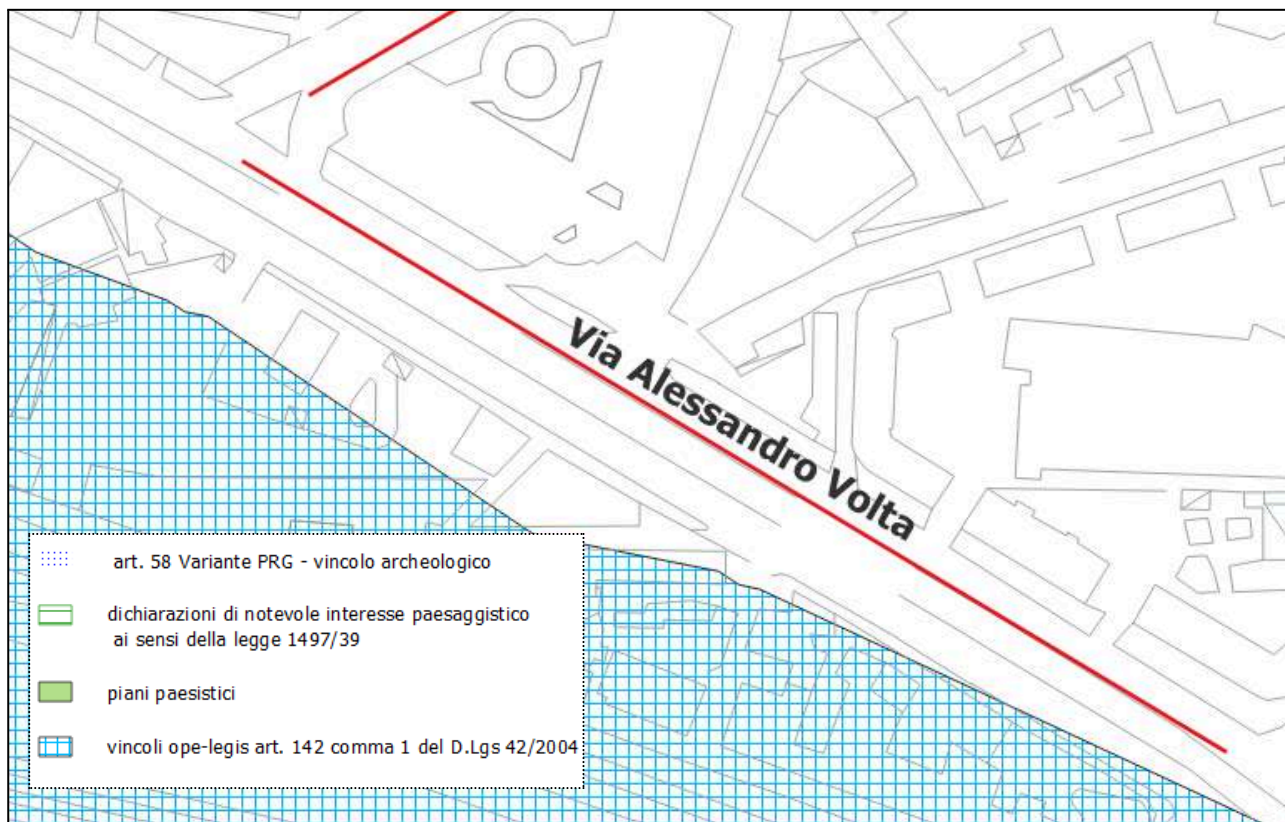 Via Alessandro Volta
art. 58 Variante PRG - vincolo archeologico
dichiarazioni di notevole interesse paesaggistico
ai sensi della legge 1497/39
piani paesistici
vincoli ope-legis art. 142 comma 1 del D.Lgs 42/2004